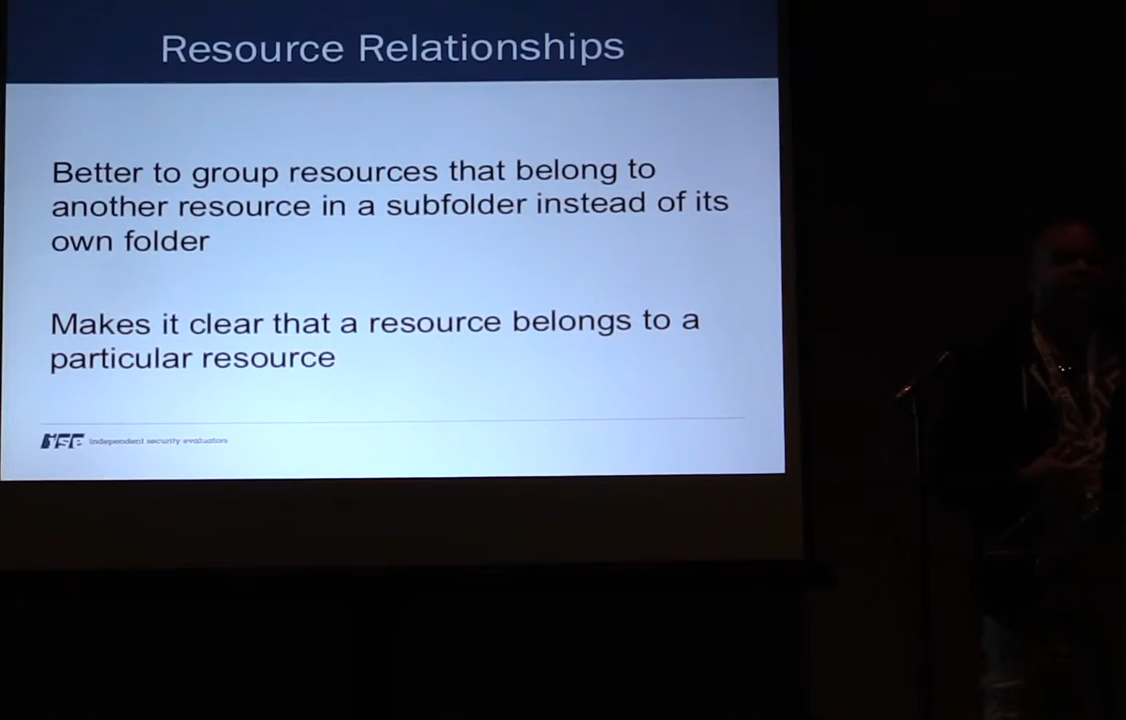 Resource Relationships
Better to group resources that belong to
another resource in a subfolder instead of its
own folder
Makes it clear that a resource belongs to a
particular resource
ise independent security evaluators